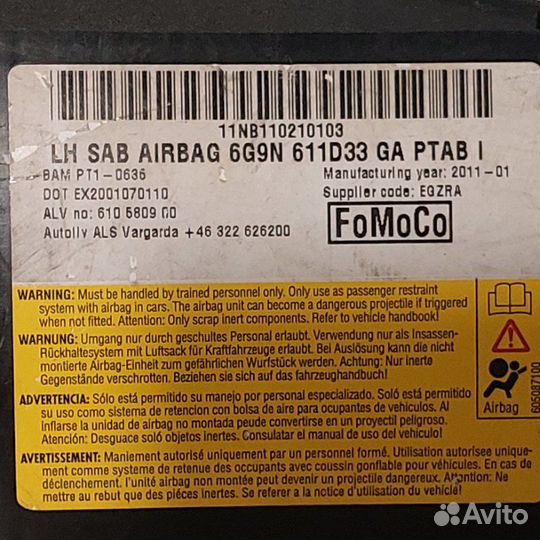 11NB110210103
LH SAB AIRBAG 6G9N 611D33 GA PTAB I
BAM PT1-0636
Manufacturing year: 2011-01
DOT EX2001070110
Supplier code: EGZRA
ALV no: 610 5809 00
Autoliv ALS Vargarda +46 322 626200
FoMoCo
WARNING: Must be handled by trained personnel only. Only use as passenger restraint
system with airbag in cars. The airbag unit can become a dangerous projectile if triggered
when not fitted. Attention: Only scrap inert components. Refer to vehicle handbook!
WARNUNG: Umgang nur durch geschultes Personal erlaubt. Verwendung nur als Insassen-
Rückhaltesystem mit Luftsack für Kraftfahrzeuge erlaubt. Bei Auslösung kann die nicht
montierte Airbag-Einheit zum gefährlichen Wurfstück werden. Achtung: Nur inerte
Gegenstände verschrotten. Beziehen sie sich auf das fahrzeughandbuch!
ADVERTENCIA: Sólo está permitido su manejo por personal especializado. Sólo está permitido su
uso como sistema de retencion con bolsa de aire para ocupantes de vehiculos. Al
inflarse la unidad de airbag no montada puede convertirse en un proyectil peligroso.
Atención: Desguace solo objetos inertes. Consultar el manual del vehiculo!
AVERTISSEMENT: Maniement autorisé uniquement par un personnel formé. Utilisation autorisée unique-
ment comme systeme de retenue des occupants avec coussin gonflable pour véhicules. En cas de
déclenchement. l'unité airbag non montée peut devenir un projectile dangereux. Attention: Ne
mettre au rebut que des piéces inertes. Se referer a la notice d'utilisation du vehicle!
Airbag
605087100
Avito